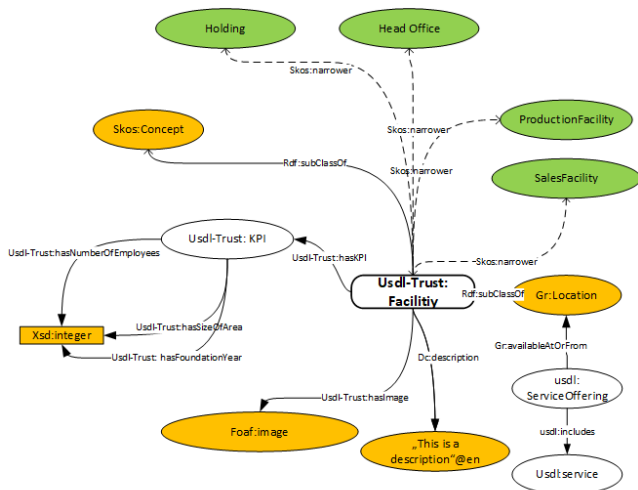 Holding
Head Office
Skos:narrower
Skos:Concept
Skos:narrower
ProductionFacility
Rdf:subClassOf
Skos:narrower
SalesFacility
Usdl-Trust: KPI
Usdl-Trust:hasNumberOfEmployees
Usdl-Trust:hasKPI
Skos:narrower
Usdl-Trust:
Facilitiy
Rdf:subClassOf
Gr:Location
Xsd:integer
Usdl-Trust:hasSizeOfArea
Usdl-Trust: hasFoundationYear
Dc:description
Gr:availableAtOrFrom
usdl:
ServiceOffering
Usdl-Trust:hasImage
Foaf:image
„This is a
description“@en
usdl:includes
Usdl:service